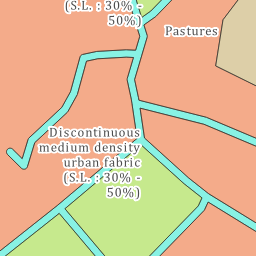 (S.L. : 30% -
50%)
Pastures
Discontinuous
medium density
urban fabric
(S.L. : 30% -
50%)